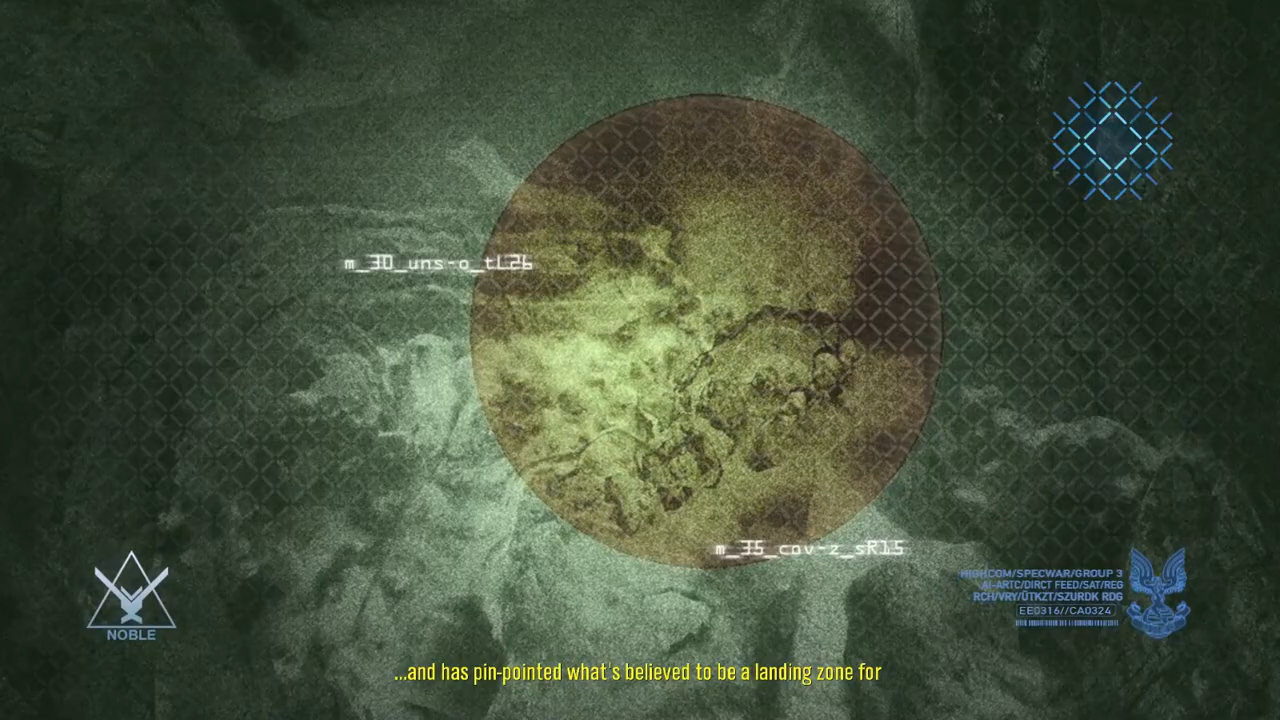 m_30_uns-o_tL26
m_35_cov-z_sR15
HIGHCOM/SPECWAR/GROUP 3
AI-ARTC/DIRCT FEED/SAT/REG
RCH/VRY/ÜTKZT/SZURDK RDG
EE0316//CA0324
NOBLE
...and has pin-pointed what's believed to be a landing zone for